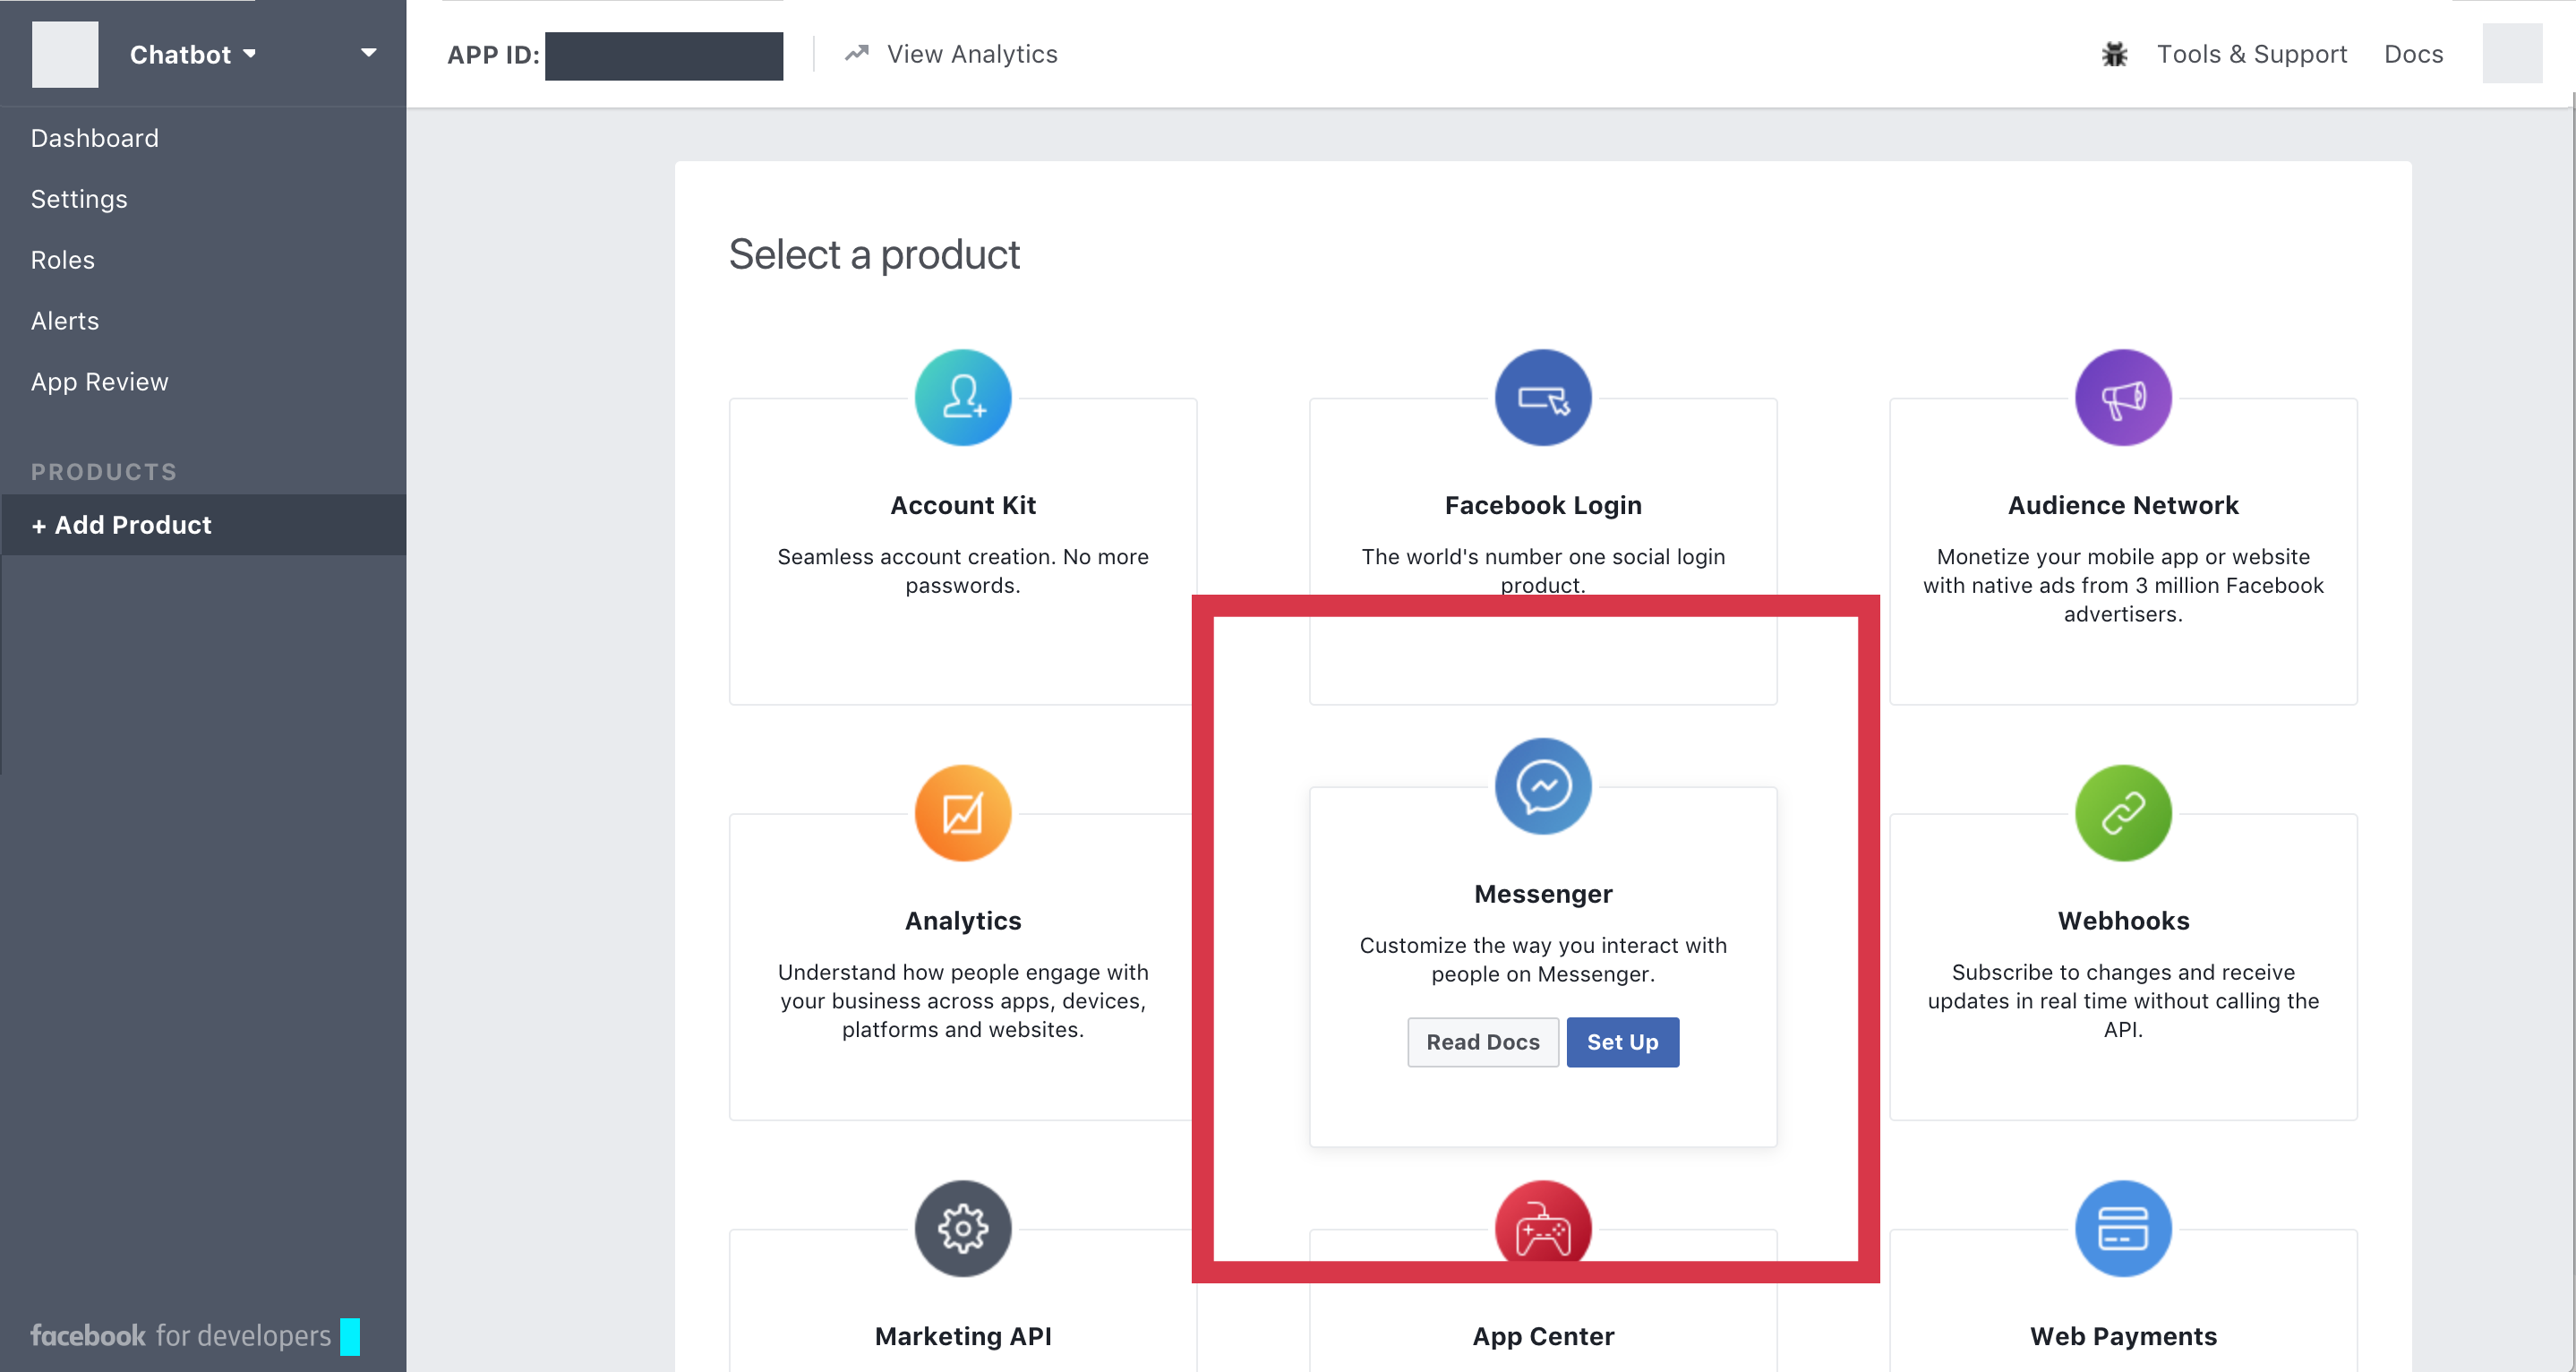 Chatbot
APP ID:
View Analytics
Tools & Support
Docs
Dashboard
Settings
Roles
Alerts
App Review
PRODUCTS
+ Add Product
facebook for developers
Select a product
Account Kit
Seamless account creation. No more
passwords.
Facebook Login
The world's number one social login
product.
Audience Network
Monetize your mobile app or website
with native ads from 3 million Facebook
advertisers.
Analytics
Understand how people engage with
your business across apps, devices,
platforms and websites.
Messenger
Customize the way you interact with
people on Messenger.
Read Docs
Set Up
Webhooks
Subscribe to changes and receive
updates in real time without calling the
API.
Marketing API
App Center
Web Payments